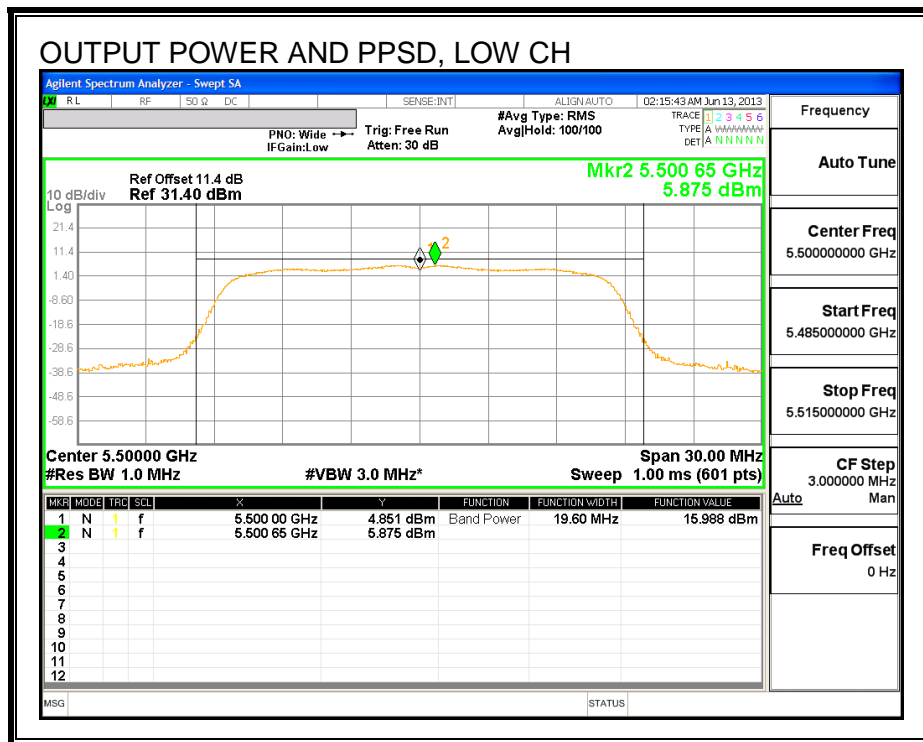 OUTPUT POWER AND PPSD, LOW CH
Agilent Spectrum Analyzer - Swept SA
LXI RL RF 50 Ω DC SENSE:INT ALIGN AUTO 02:15:43 AM Jun 13, 2013
PNO: Wide Trig: Free Run #Avg Type: RMS TRACE 1 2 3 4 5 6
IFGain:Low Atten: 30 dB Avg|Hold: 100/100 TYPE A WWWWW
DET A N N N N N
Mkr2 5.500 65 GHz
5.875 dBm
Ref Offset 11.4 dB
10 dB/div Ref 31.40 dBm
Log
21.4
11.4
1.40
-8.60
-18.6
-28.6
-38.6
-48.6
-58.6
1 2
Center 5.50000 GHz Span 30.00 MHz
#Res BW 1.0 MHz #VBW 3.0 MHz* Sweep 1.00 ms (601 pts)
MKR MODE TRC SCL X Y FUNCTION FUNCTION WIDTH FUNCTION VALUE
1 N 1 f 5.500 00 GHz 4.851 dBm Band Power 19.60 MHz 15.988 dBm
2 N 1 f 5.500 65 GHz 5.875 dBm
3
4
5
6
7
8
9
10
11
12
MSG STATUS
Frequency
Auto Tune
Center Freq
5.500000000 GHz
Start Freq
5.485000000 GHz
Stop Freq
5.515000000 GHz
CF Step
3.000000 MHz
Auto Man
Freq Offset
0 Hz